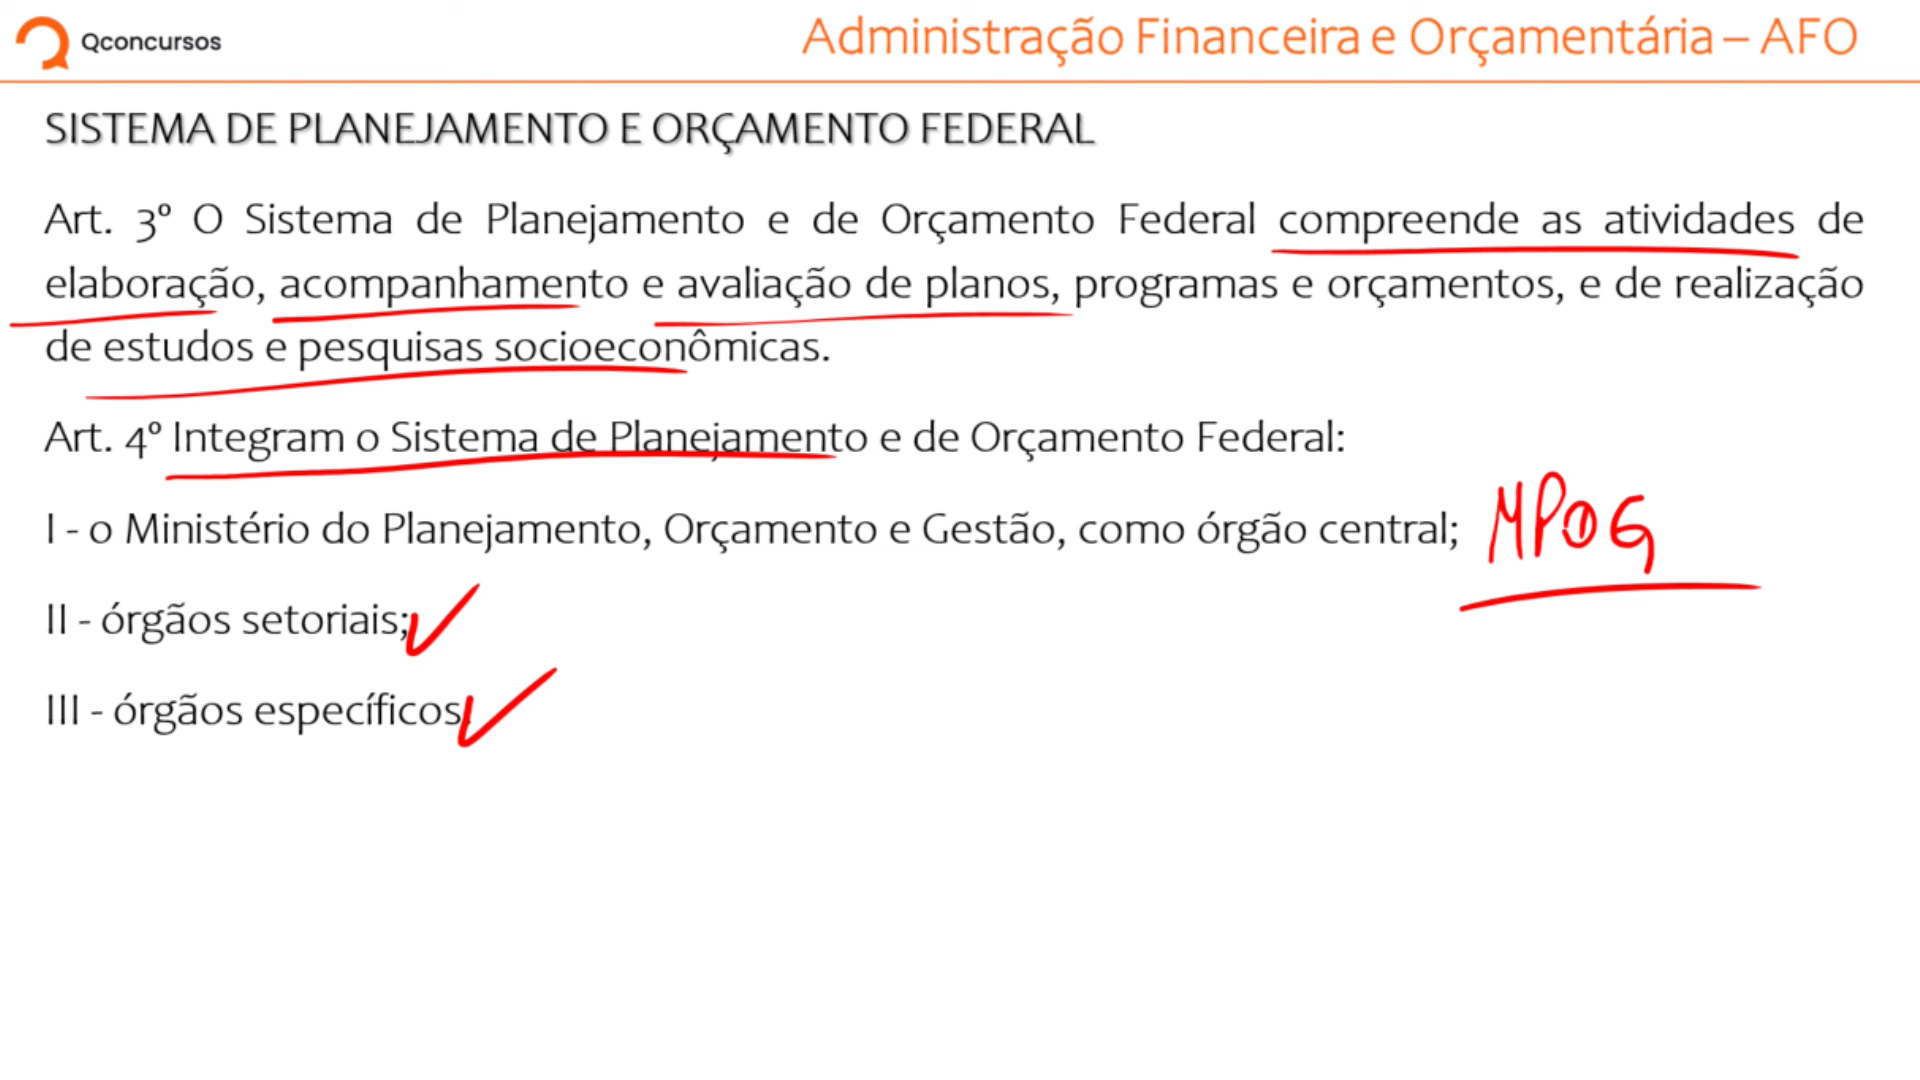 Qconcursos
Administração Financeira e Orçamentária – AFO
SISTEMA DE PLANEJAMENTO E ORÇAMENTO FEDERAL
Art. 3º O Sistema de Planejamento e de Orçamento Federal compreende as atividades de
elaboração, acompanhamento e avaliação de planos, programas e orçamentos, e de realização
de estudos e pesquisas socioeconômicas.
Art. 4º Integram o Sistema de Planejamento e de Orçamento Federal:
I - o Ministério do Planejamento, Orçamento e Gestão, como órgão central; MPOG
II - órgãos setoriais;
III - órgãos específicos.